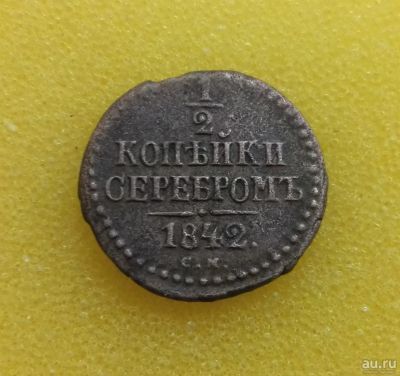 1
2
КОПѢЙКИ
СЕРЕБРОМЪ
1842.
С.М.
au.ru